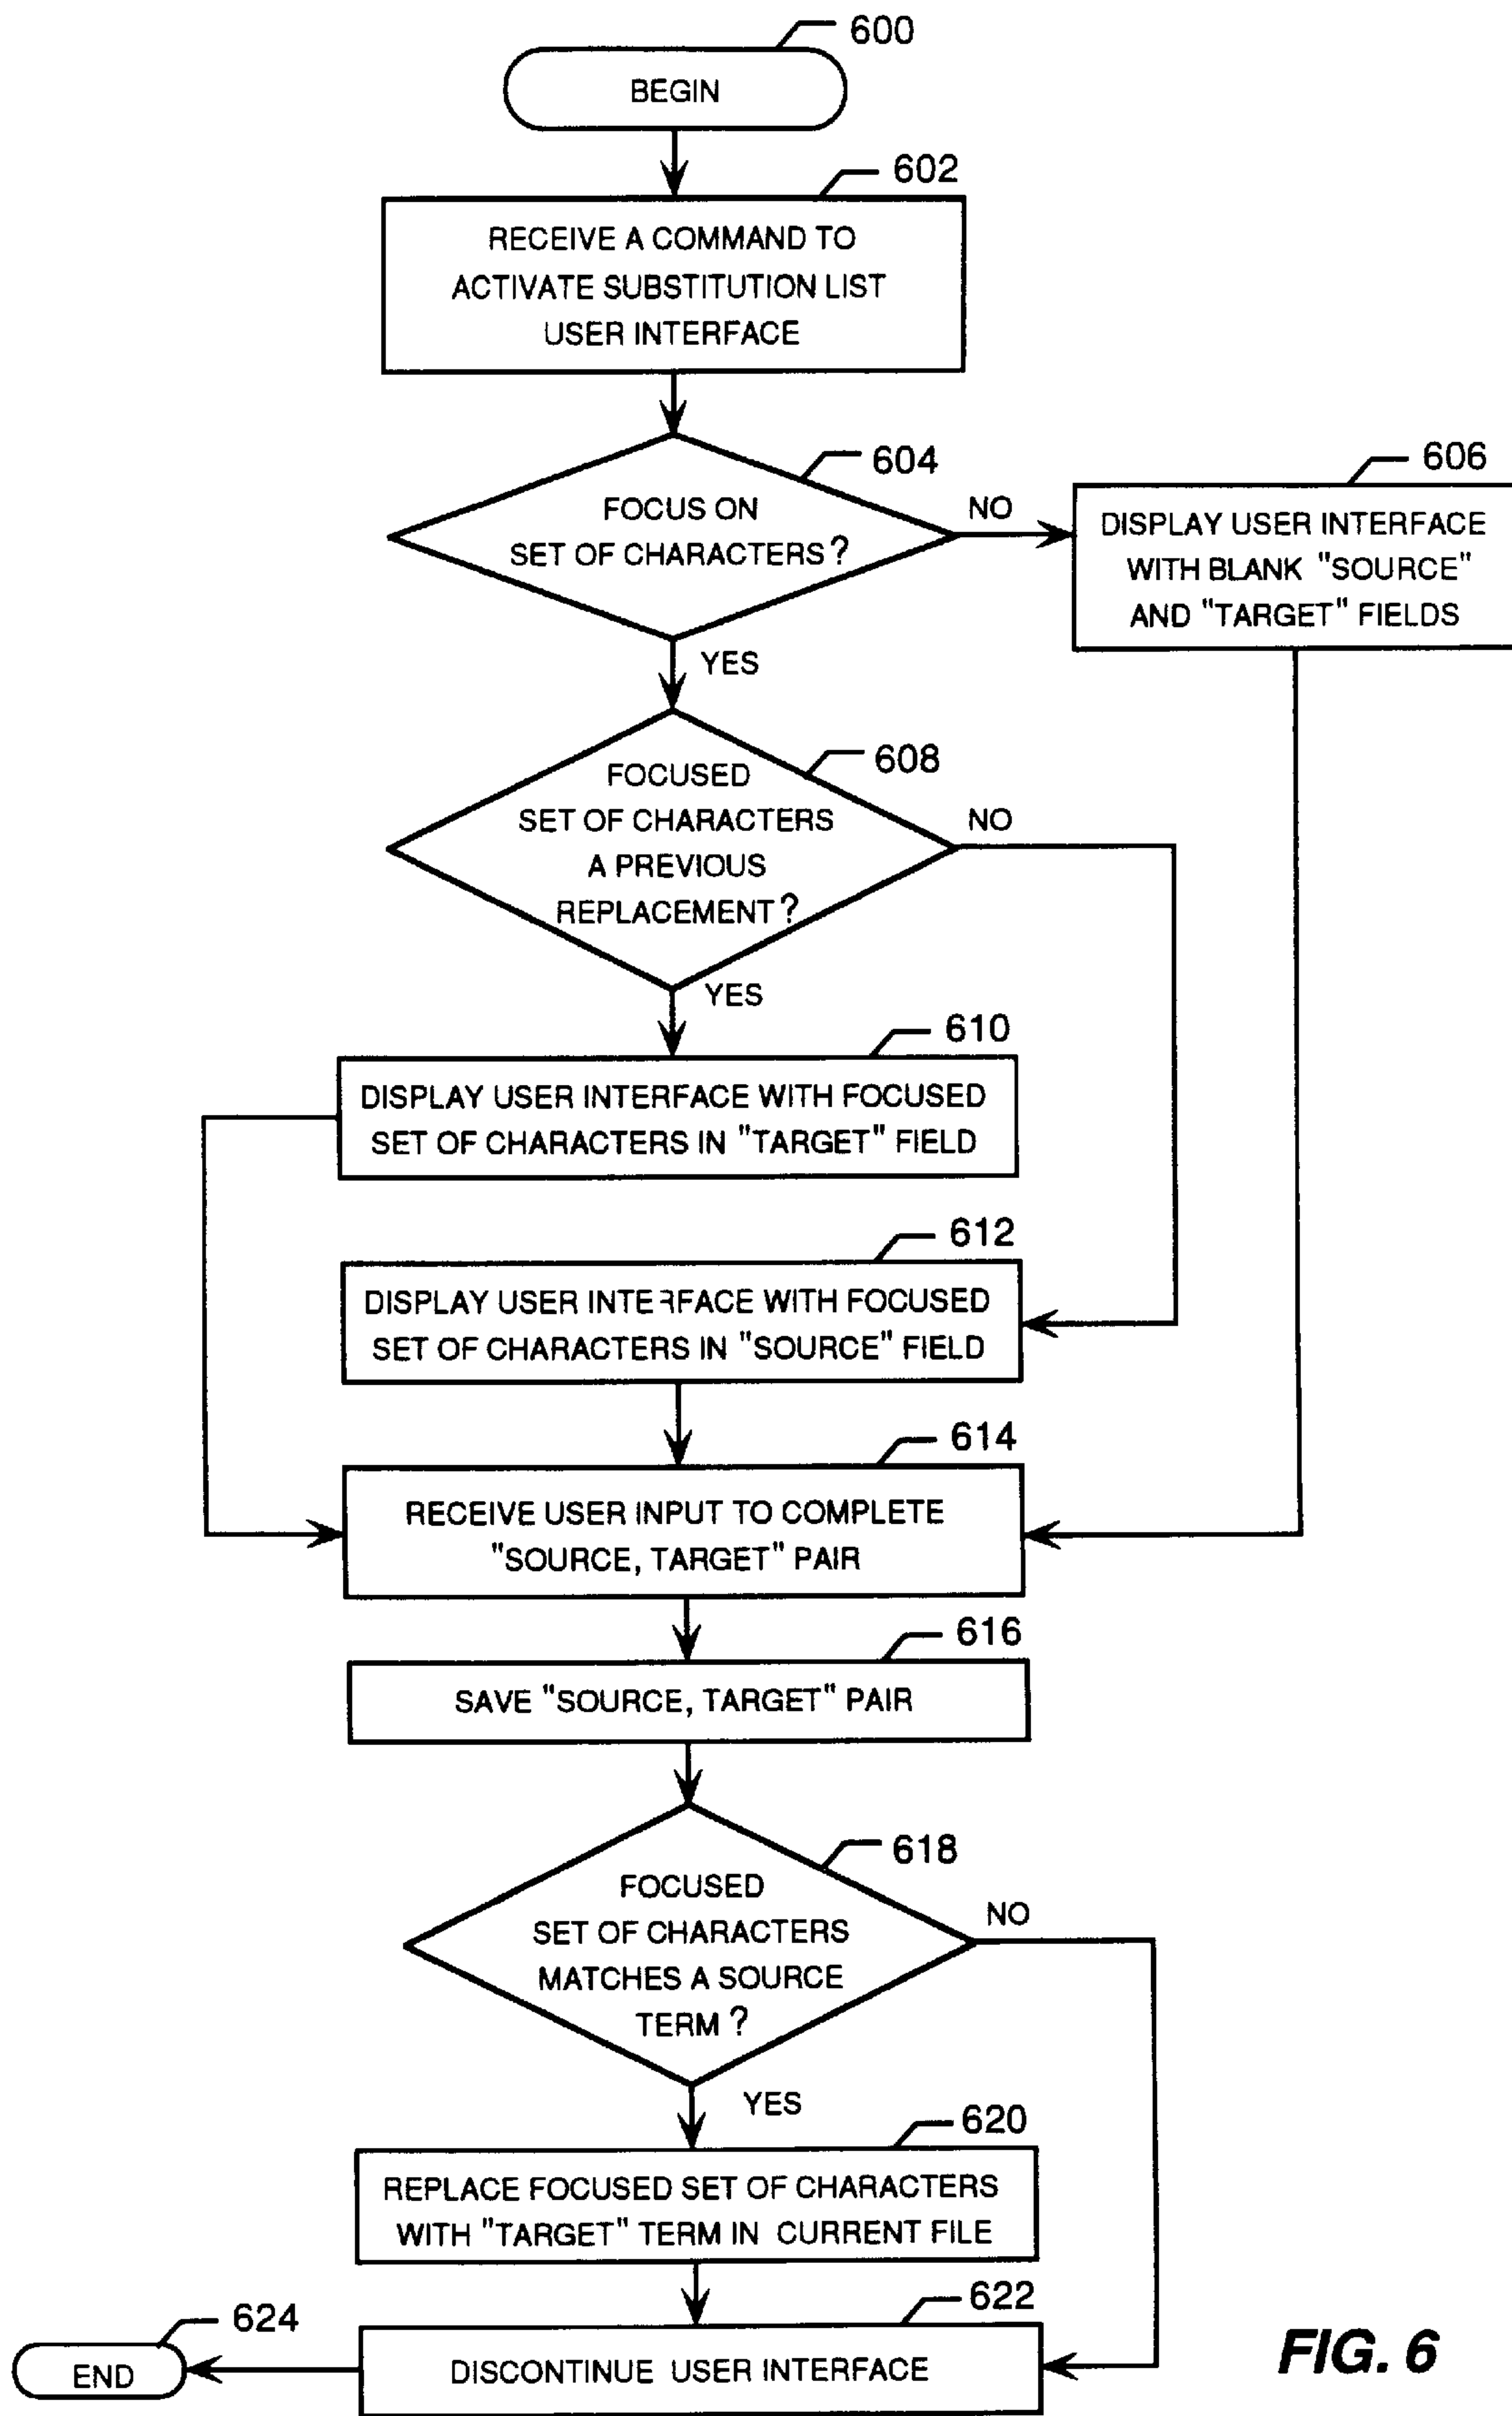 600
BEGIN
602
RECEIVE A COMMAND TO
ACTIVATE SUBSTITUTION LIST
USER INTERFACE
604
FOCUS ON
SET OF CHARACTERS?
NO
606
DISPLAY USER INTERFACE
WITH BLANK "SOURCE"
AND "TARGET" FIELDS
YES
608
FOCUSED
SET OF CHARACTERS
A PREVIOUS
REPLACEMENT?
NO
YES
610
DISPLAY USER INTERFACE WITH FOCUSED
SET OF CHARACTERS IN "TARGET" FIELD
612
DISPLAY USER INTERFACE WITH FOCUSED
SET OF CHARACTERS IN "SOURCE" FIELD
614
RECEIVE USER INPUT TO COMPLETE
"SOURCE, TARGET" PAIR
616
SAVE "SOURCE, TARGET" PAIR
618
FOCUSED
SET OF CHARACTERS
MATCHES A SOURCE
TERM?
NO
YES
620
REPLACE FOCUSED SET OF CHARACTERS
WITH "TARGET" TERM IN CURRENT FILE
622
DISCONTINUE USER INTERFACE
624
END
FIG. 6